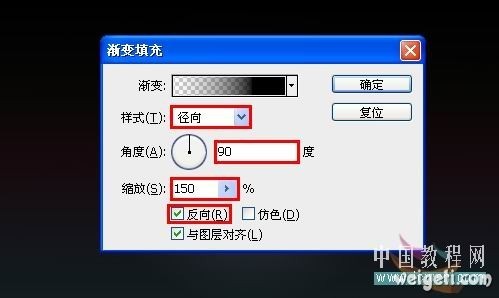 渐变填充
渐变: 确定
样式(T): 径向 复位
角度(A): 90 度
缩放(S): 150 %
反向(R) 仿色(D)
与图层对齐(L)
中国教程网
weigeti.com